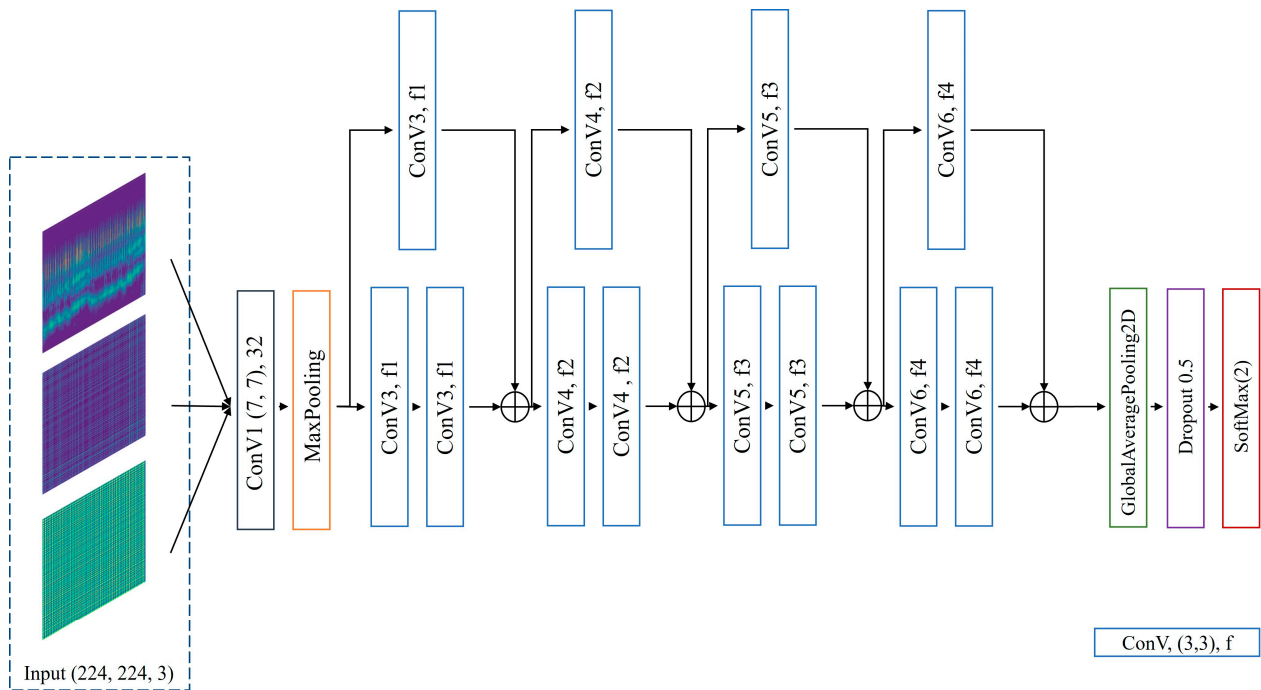 ConV3, f1
ConV4, f2
ConV5, f3
ConV6, f4
ConV1 (7, 7), 32
MaxPooling
ConV3, f1
ConV3, f1
ConV4, f2
ConV4 , f2
ConV5, f3
ConV5, f3
ConV6, f4
ConV6, f4
GlobalAveragePooling2D
Dropout 0.5
SoftMax(2)
Input (224, 224, 3)
ConV, (3,3), f